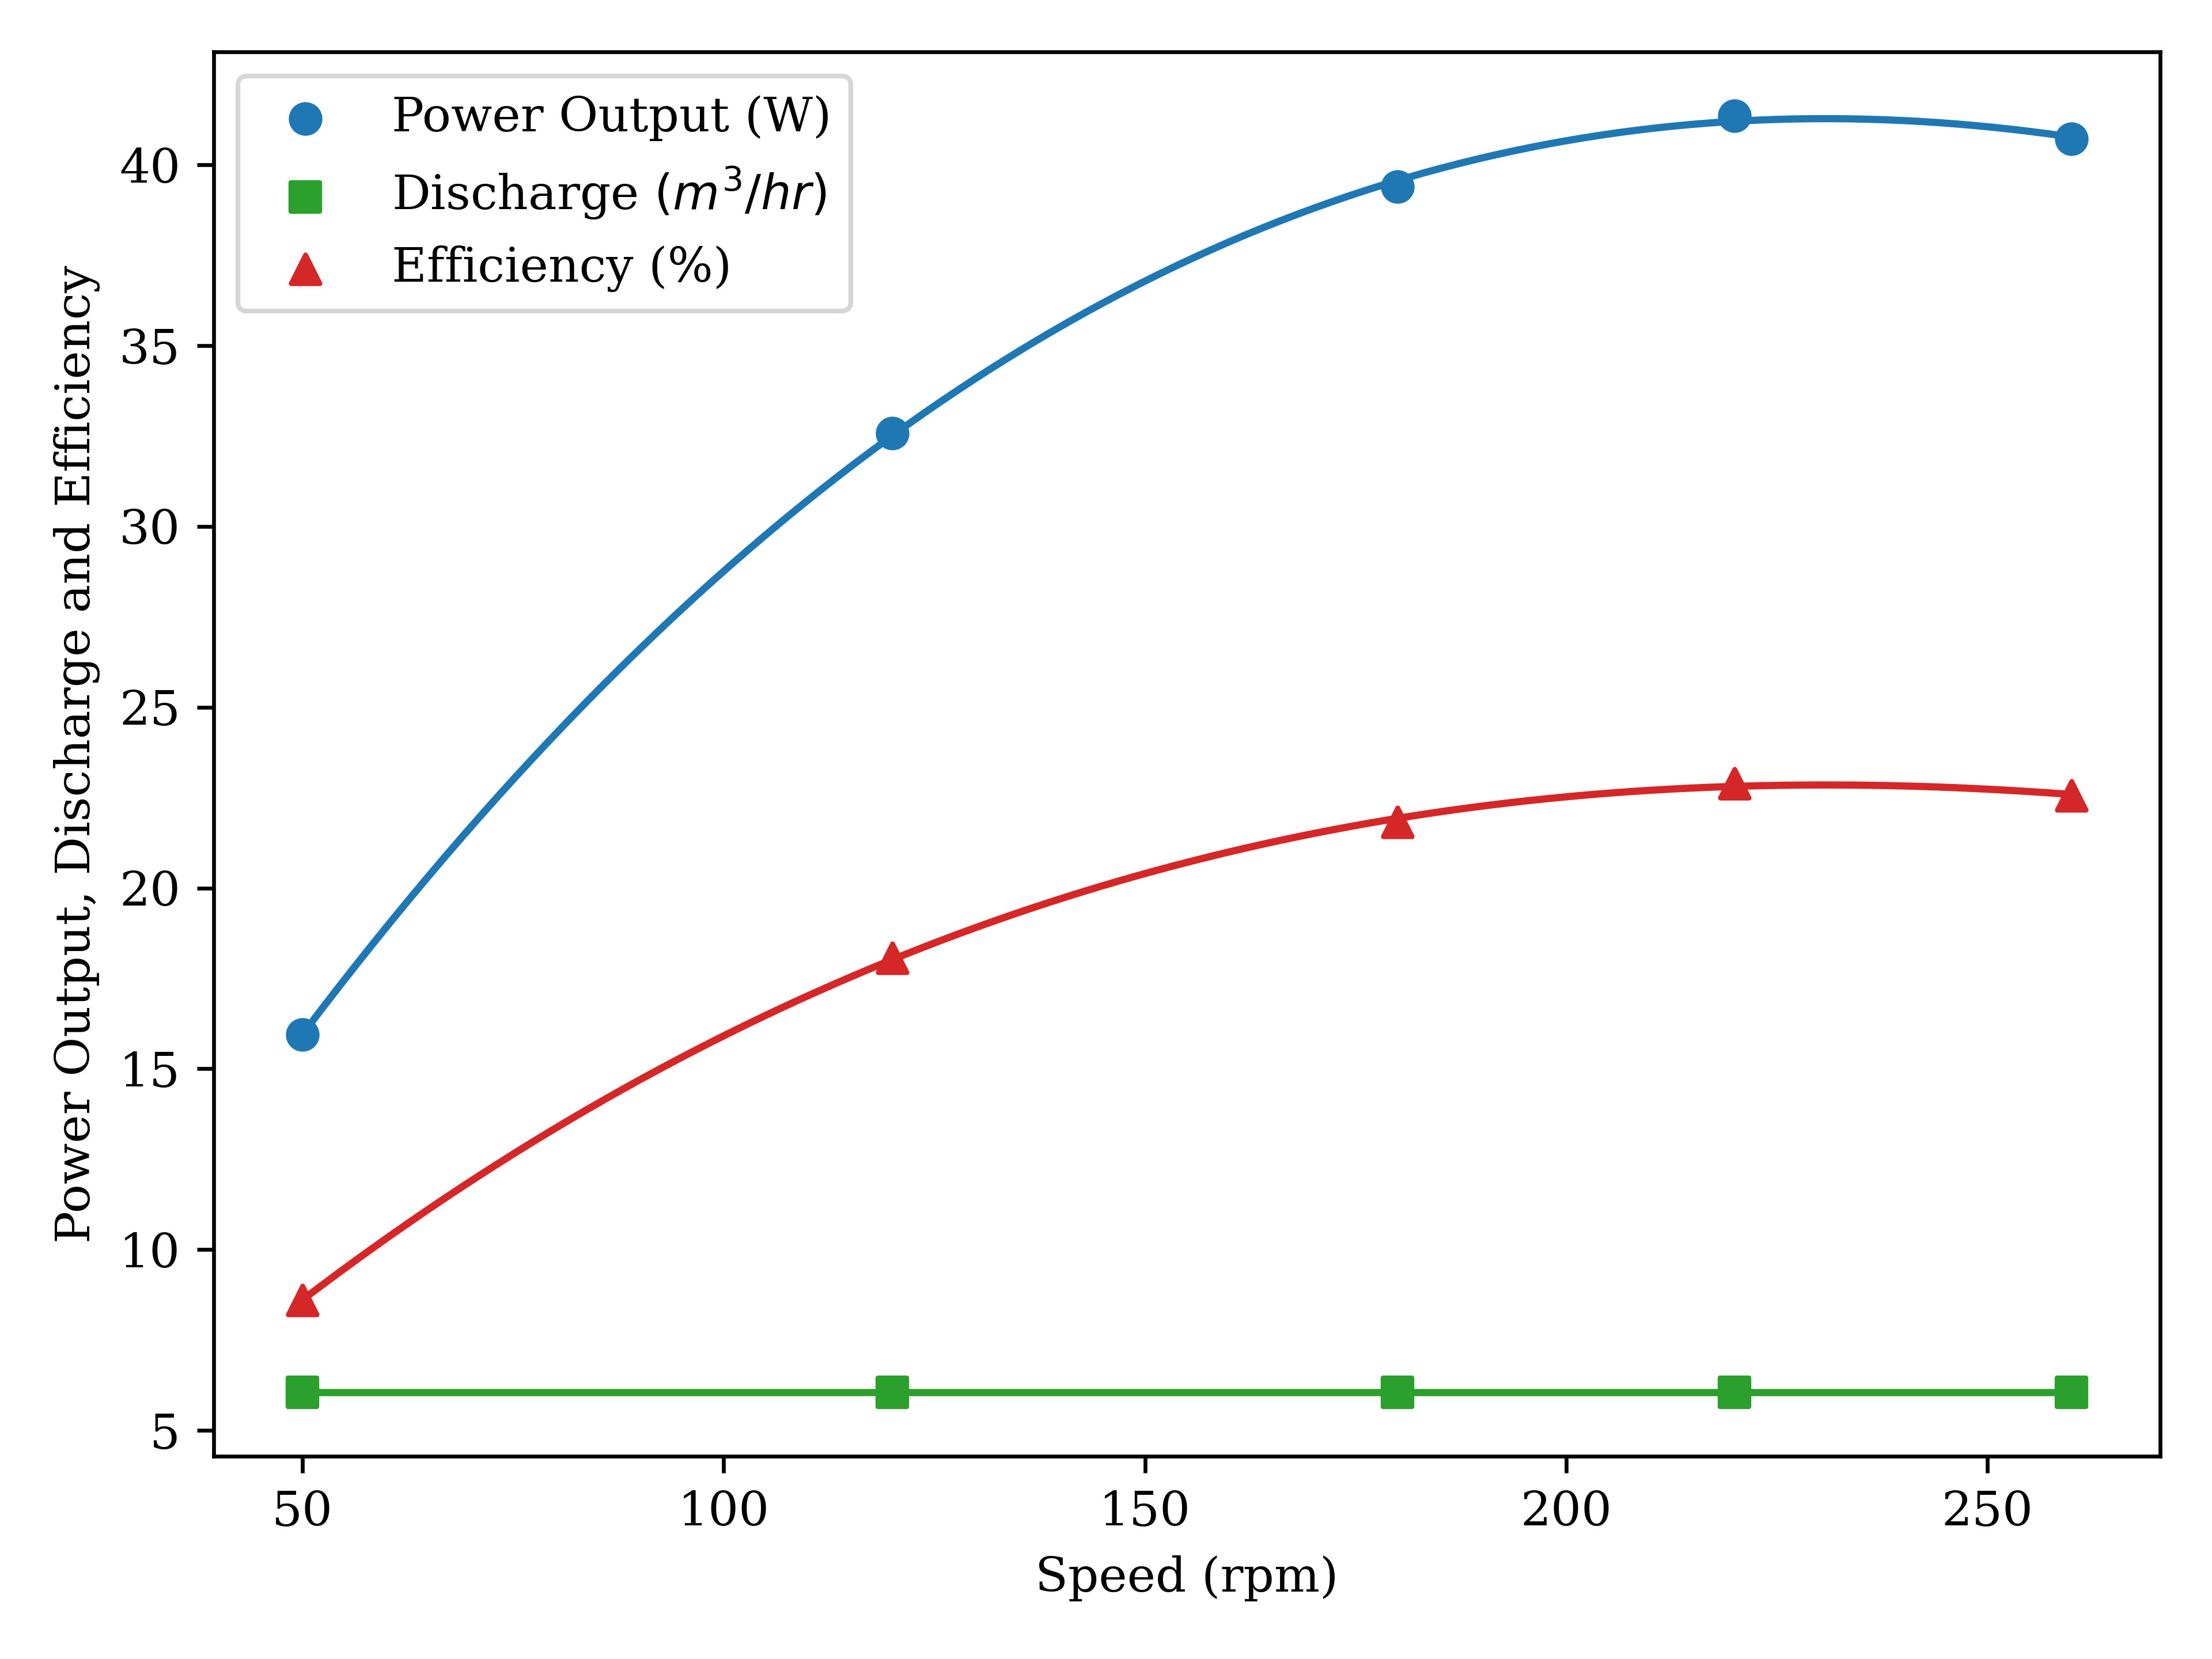 Power Output (W)
Discharge (m³/hr)
Efficiency (%)
Power Output, Discharge and Efficiency
40
35
30
25
20
15
10
5
50 100 150 200 250
Speed (rpm)